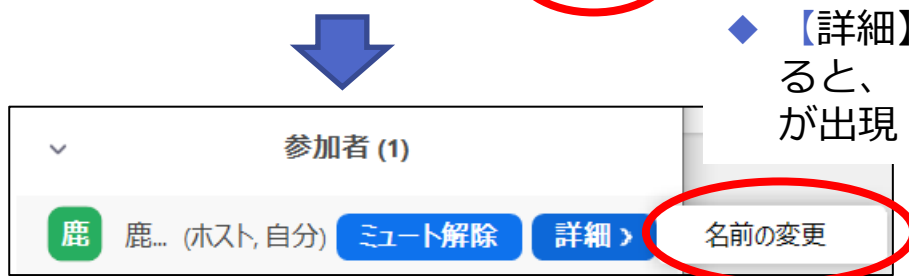 ◆ 【詳細】
ると、
が出現
参加者 (1)
鹿 鹿... (ホスト, 自分) ミュート解除 詳細 > 名前の変更